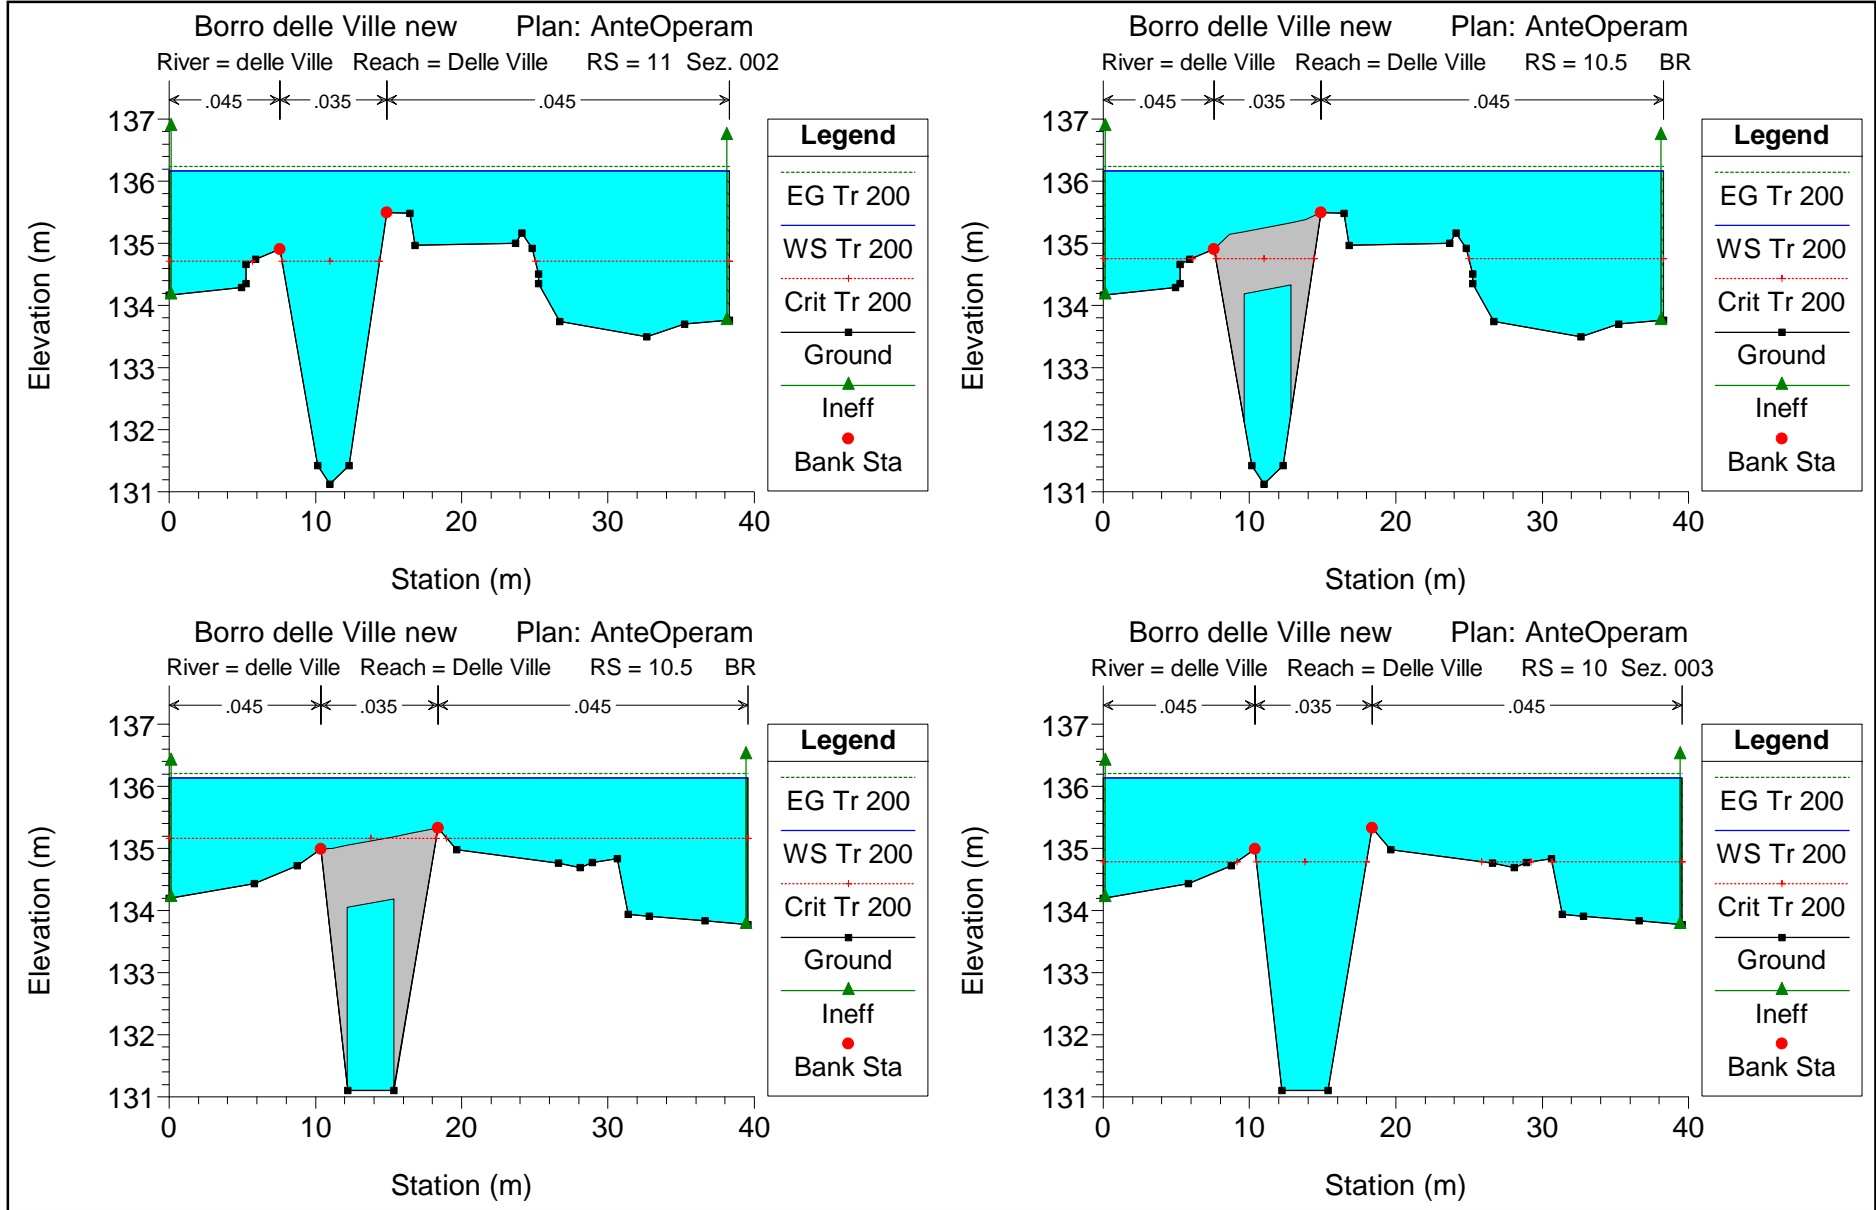 Borro delle Ville new Plan: AnteOperam
River = delle Ville Reach = Delle Ville RS = 11 Sez. 002
.045 .035 .045
137
136
135
134
133
132
131
0 10 20 30 40
Elevation (m)
Station (m)
Legend
EG Tr 200
WS Tr 200
Crit Tr 200
Ground
Ineff
Bank Sta
Borro delle Ville new Plan: AnteOperam
River = delle Ville Reach = Delle Ville RS = 10.5 BR
.045 .035 .045
137
136
135
134
133
132
131
0 10 20 30 40
Elevation (m)
Station (m)
Legend
EG Tr 200
WS Tr 200
Crit Tr 200
Ground
Ineff
Bank Sta
Borro delle Ville new Plan: AnteOperam
River = delle Ville Reach = Delle Ville RS = 10.5 BR
.045 .035 .045
137
136
135
134
133
132
131
0 10 20 30 40
Elevation (m)
Station (m)
Legend
EG Tr 200
WS Tr 200
Crit Tr 200
Ground
Ineff
Bank Sta
Borro delle Ville new Plan: AnteOperam
River = delle Ville Reach = Delle Ville RS = 10 Sez. 003
.045 .035 .045
137
136
135
134
133
132
131
0 10 20 30 40
Elevation (m)
Station (m)
Legend
EG Tr 200
WS Tr 200
Crit Tr 200
Ground
Ineff
Bank Sta